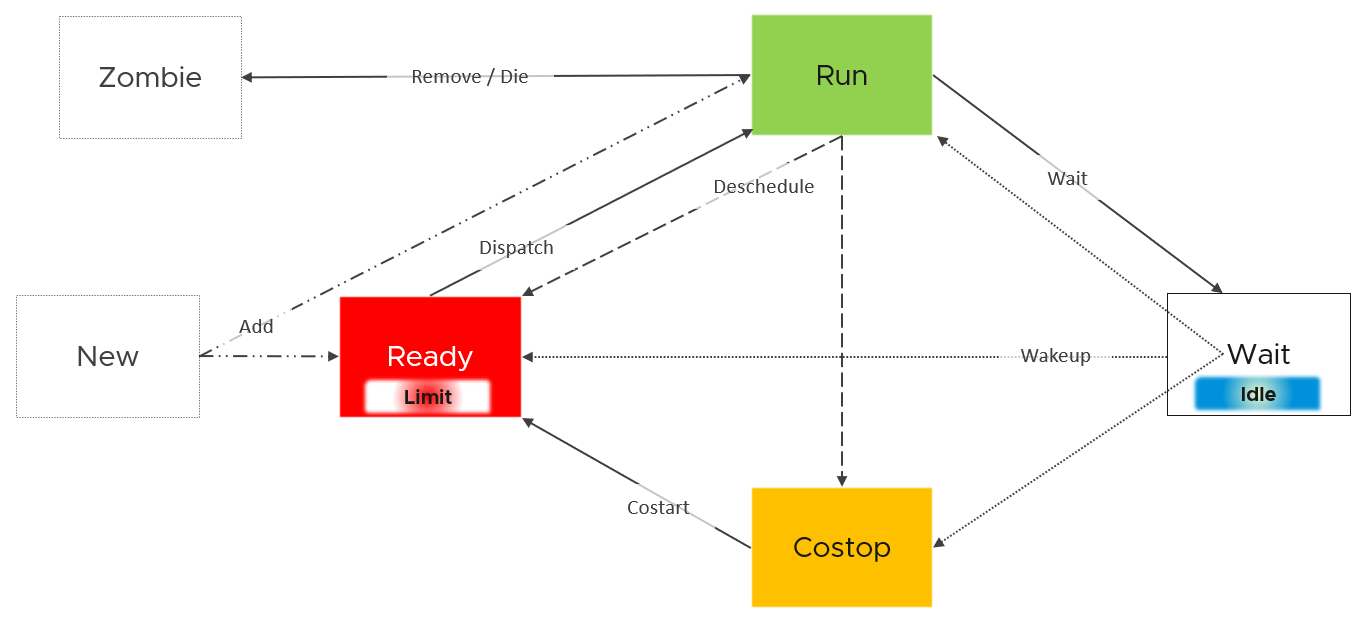 Zombie
Remove / Die
Run
Wait
Deschedule
Dispatch
Add
New
Ready
Limit
Wakeup
Wait
Idle
Costart
Costop